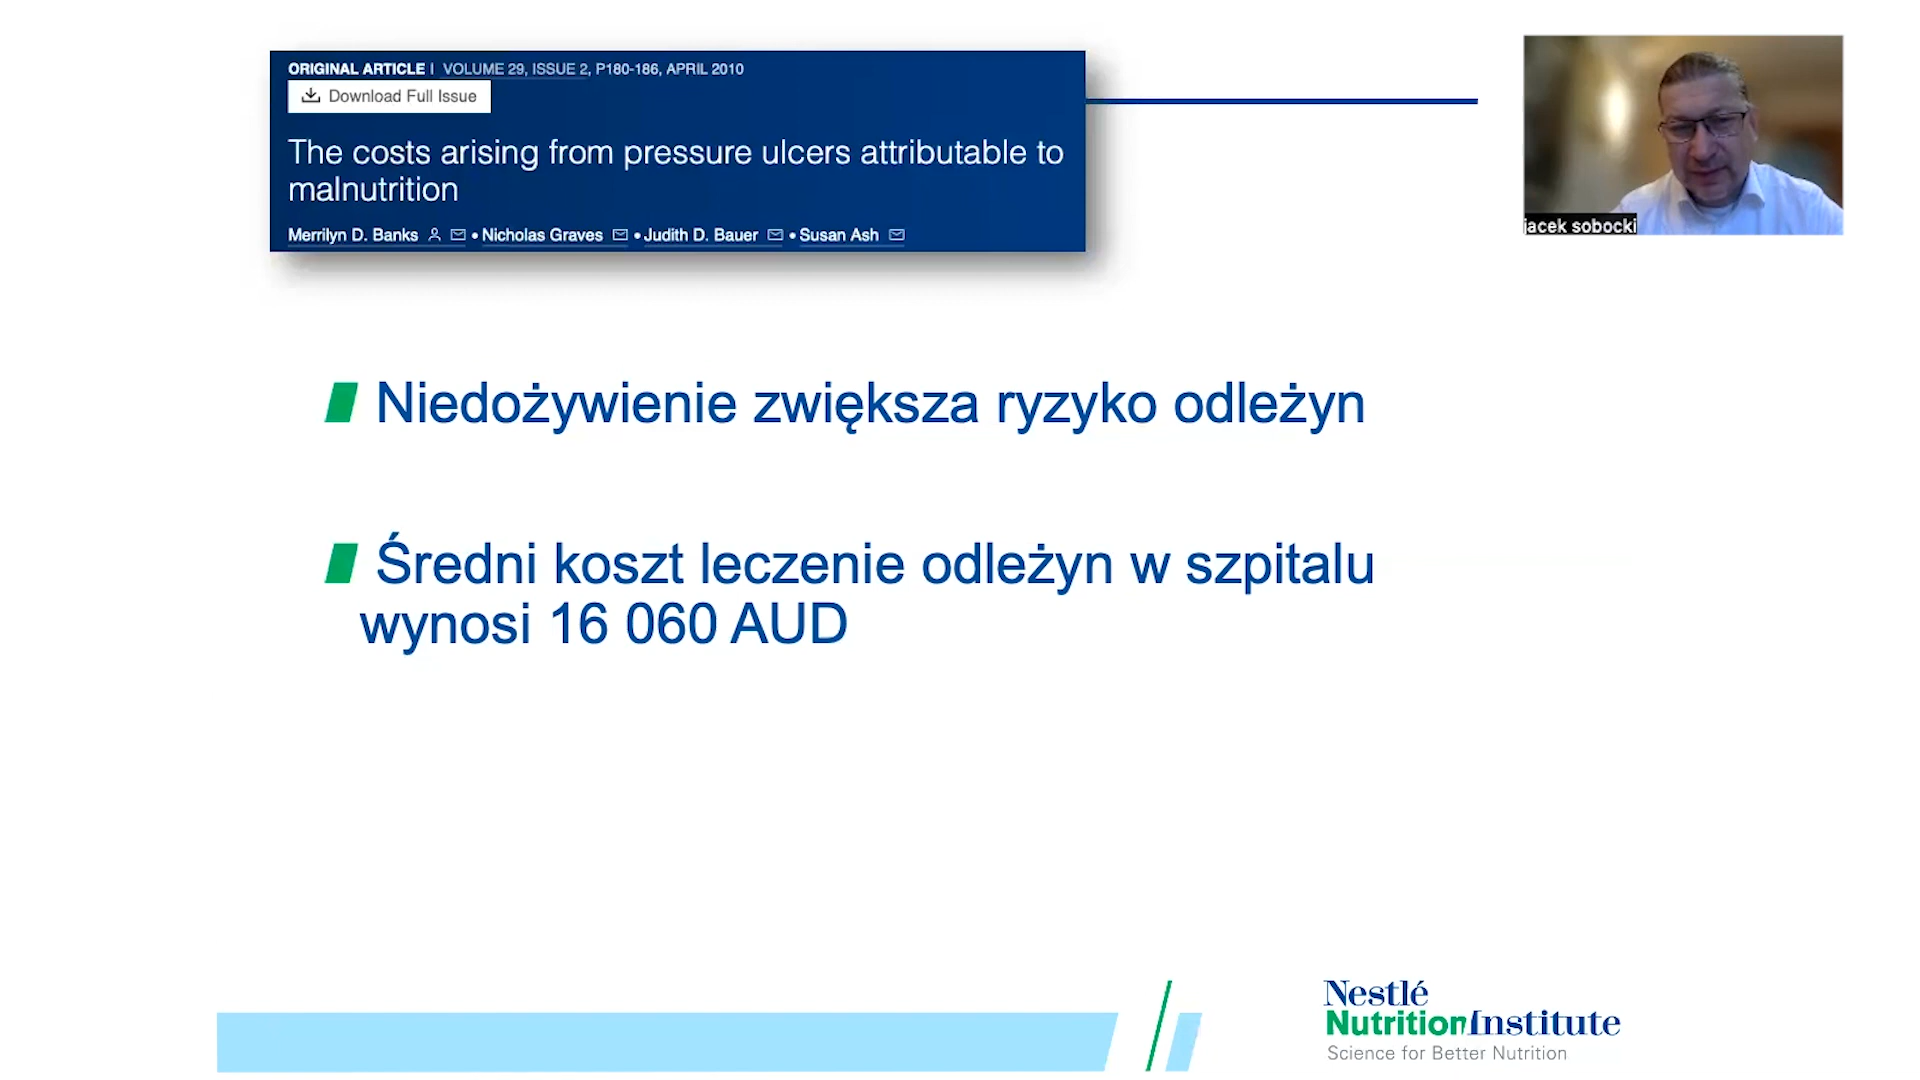 ORIGINAL ARTICLE | VOLUME 29, ISSUE 2, P180-186, APRIL 2010
Download Full Issue
The costs arising from pressure ulcers attributable to
malnutrition
Merrilyn D. Banks • Nicholas Graves • Judith D. Bauer • Susan Ash
jacek sobocki
Niedożywienie zwiększa ryzyko odleżyn
Średni koszt leczenie odleżyn w szpitalu
wynosi 16 060 AUD
Nestlé
NutritionInstitute
Science for Better Nutrition